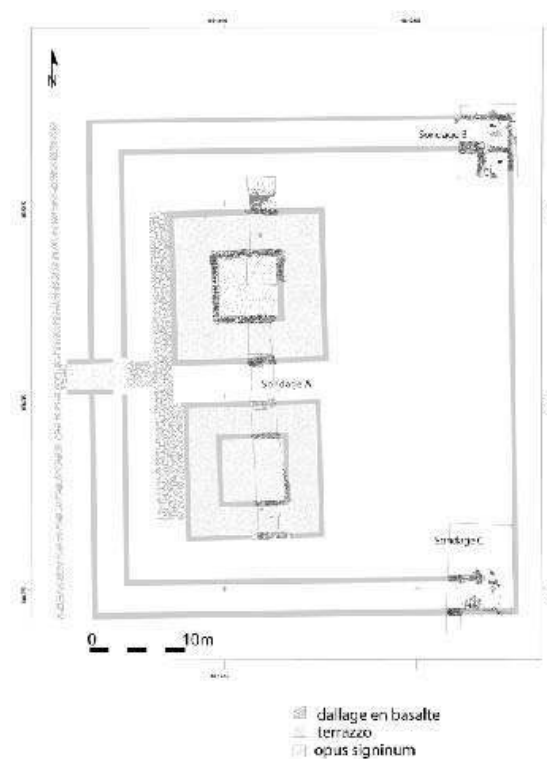 N
Sondage B
Sondage A
Sondage C
0 10m
dallage en basalte
terrazzo
opus signinum